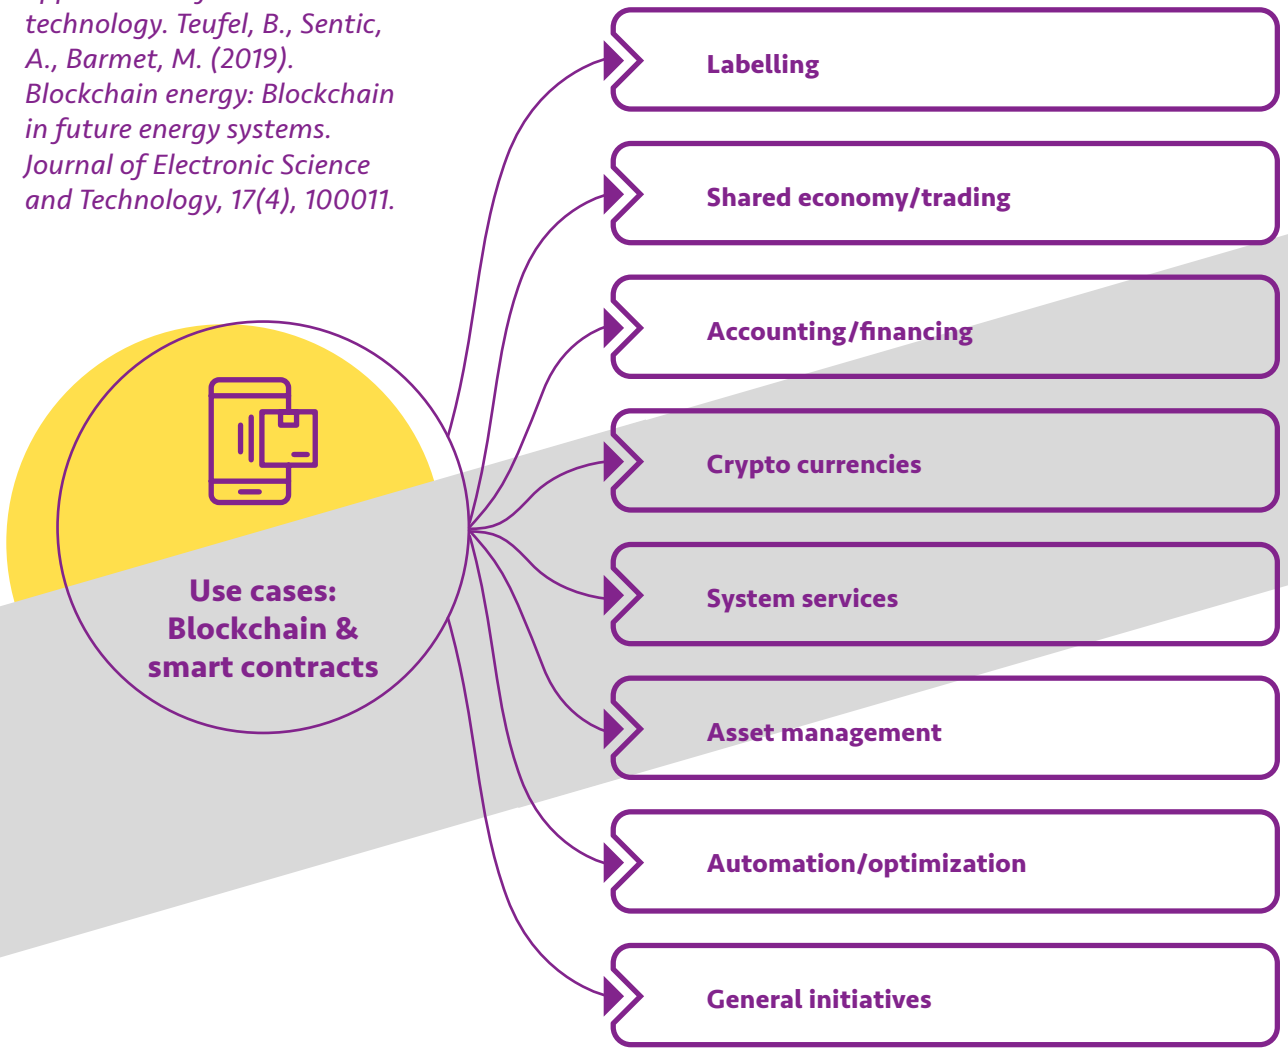 technology. Teufel, B., Sentic,
A., Barmet, M. (2019).
Blockchain energy: Blockchain
in future energy systems.
Journal of Electronic Science
and Technology, 17(4), 100011.
Labelling
Shared economy/trading
Accounting/financing
Crypto currencies
System services
Asset management
Automation/optimization
General initiatives
Use cases:
Blockchain &
smart contracts